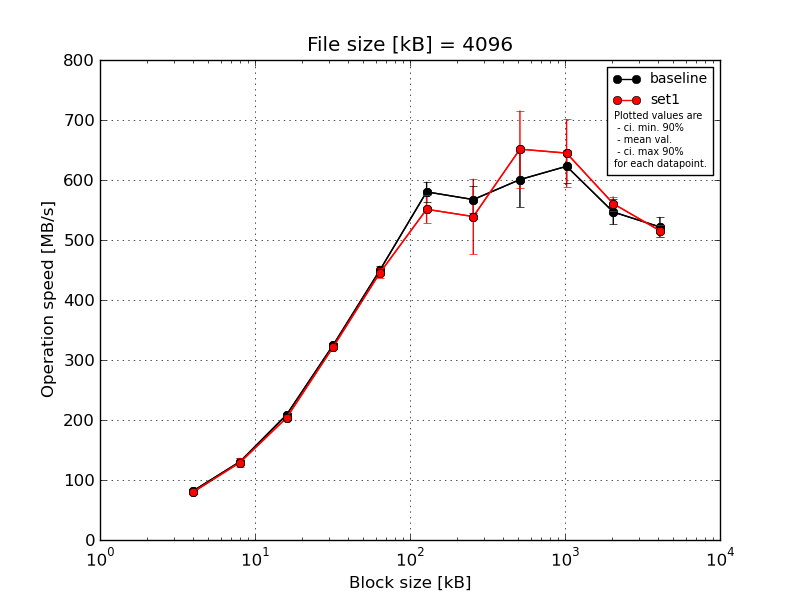 File size [kB] = 4096
800
700
600
500
400
300
200
100
0
Operation speed [MB/s]
baseline
set1
Plotted values are
- ci. min. 90%
- mean val.
- ci. max 90%
for each datapoint.
10^0 10^1 10^2 10^3 10^4
Block size [kB]